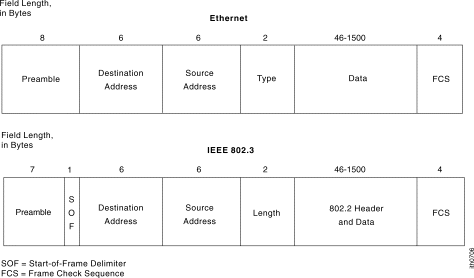 Field Length,
in Bytes
Ethernet
8 6 6 2 46-1500 4
Preamble Destination Address Source Address Type Data FCS
Field Length,
in Bytes
IEEE 802.3
7 1 6 6 2 46-1500 4
Preamble SOF Destination Address Source Address Length 802.2 Header and Data FCS
SOF = Start-of-Frame Delimiter
FCS = Frame Check Sequence